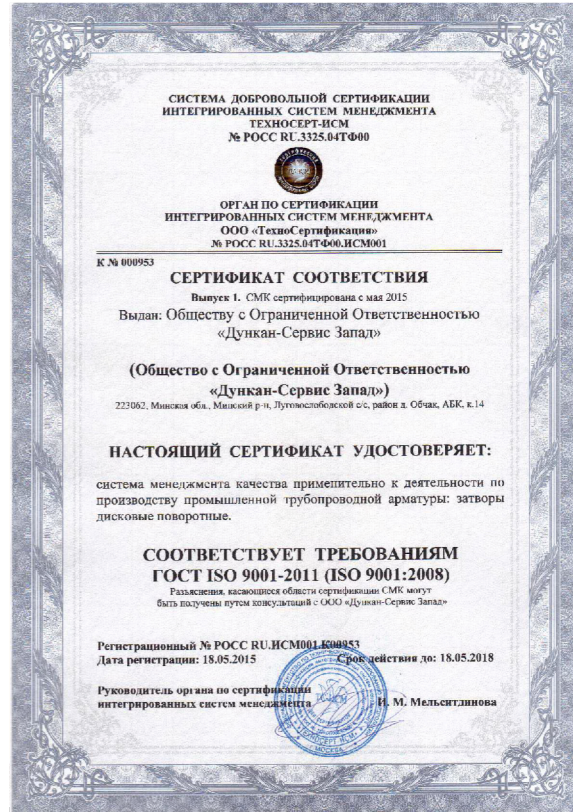 СИСТЕМА ДОБРОВОЛЬНОЙ СЕРТИФИКАЦИИ
ИНТЕГРИРОВАННЫХ СИСТЕМ МЕНЕДЖМЕНТА
ТЕХНОСЕРТ-ИСМ
№ РОСС RU.3325.04ТФ00
ОРГАН ПО СЕРТИФИКАЦИИ
ИНТЕГРИРОВАННЫХ СИСТЕМ МЕНЕДЖМЕНТА
ООО «ТехноСертификация»
№ РОСС RU.3325.04ТФ00.ИСМ001
К № 000953
СЕРТИФИКАТ СООТВЕТСТВИЯ
Выпуск 1. СМК сертифицирована с мая 2015
Выдан: Обществу с Ограниченной Ответственностью
«Дункан-Сервис Запад»
(Общество с Ограниченной Ответственностью
«Дункан-Сервис Запад»)
223062, Минская обл., Минский р-н, Луговослободской с/с, район д. Обчак, АБК, к.14
НАСТОЯЩИЙ СЕРТИФИКАТ УДОСТОВЕРЯЕТ:
система менеджмента качества применительно к деятельности по
производству промышленной трубопроводной арматуры: затворы
дисковые поворотные.
СООТВЕТСТВУЕТ ТРЕБОВАНИЯМ
ГОСТ ISO 9001-2011 (ISO 9001:2008)
Разъяснения, касающиеся области сертификации СМК могут
быть получены путем консультаций с ООО «Дункан-Сервис Запад»
Регистрационный № РОСС RU.ИСМ001.К00953
Дата регистрации: 18.05.2015 Срок действия до: 18.05.2018
Руководитель органа по сертификации
интегрированных систем менеджмента И. М. Мельситдинова
ТЕХНОСЕРТ ИСМ
МОСКВА